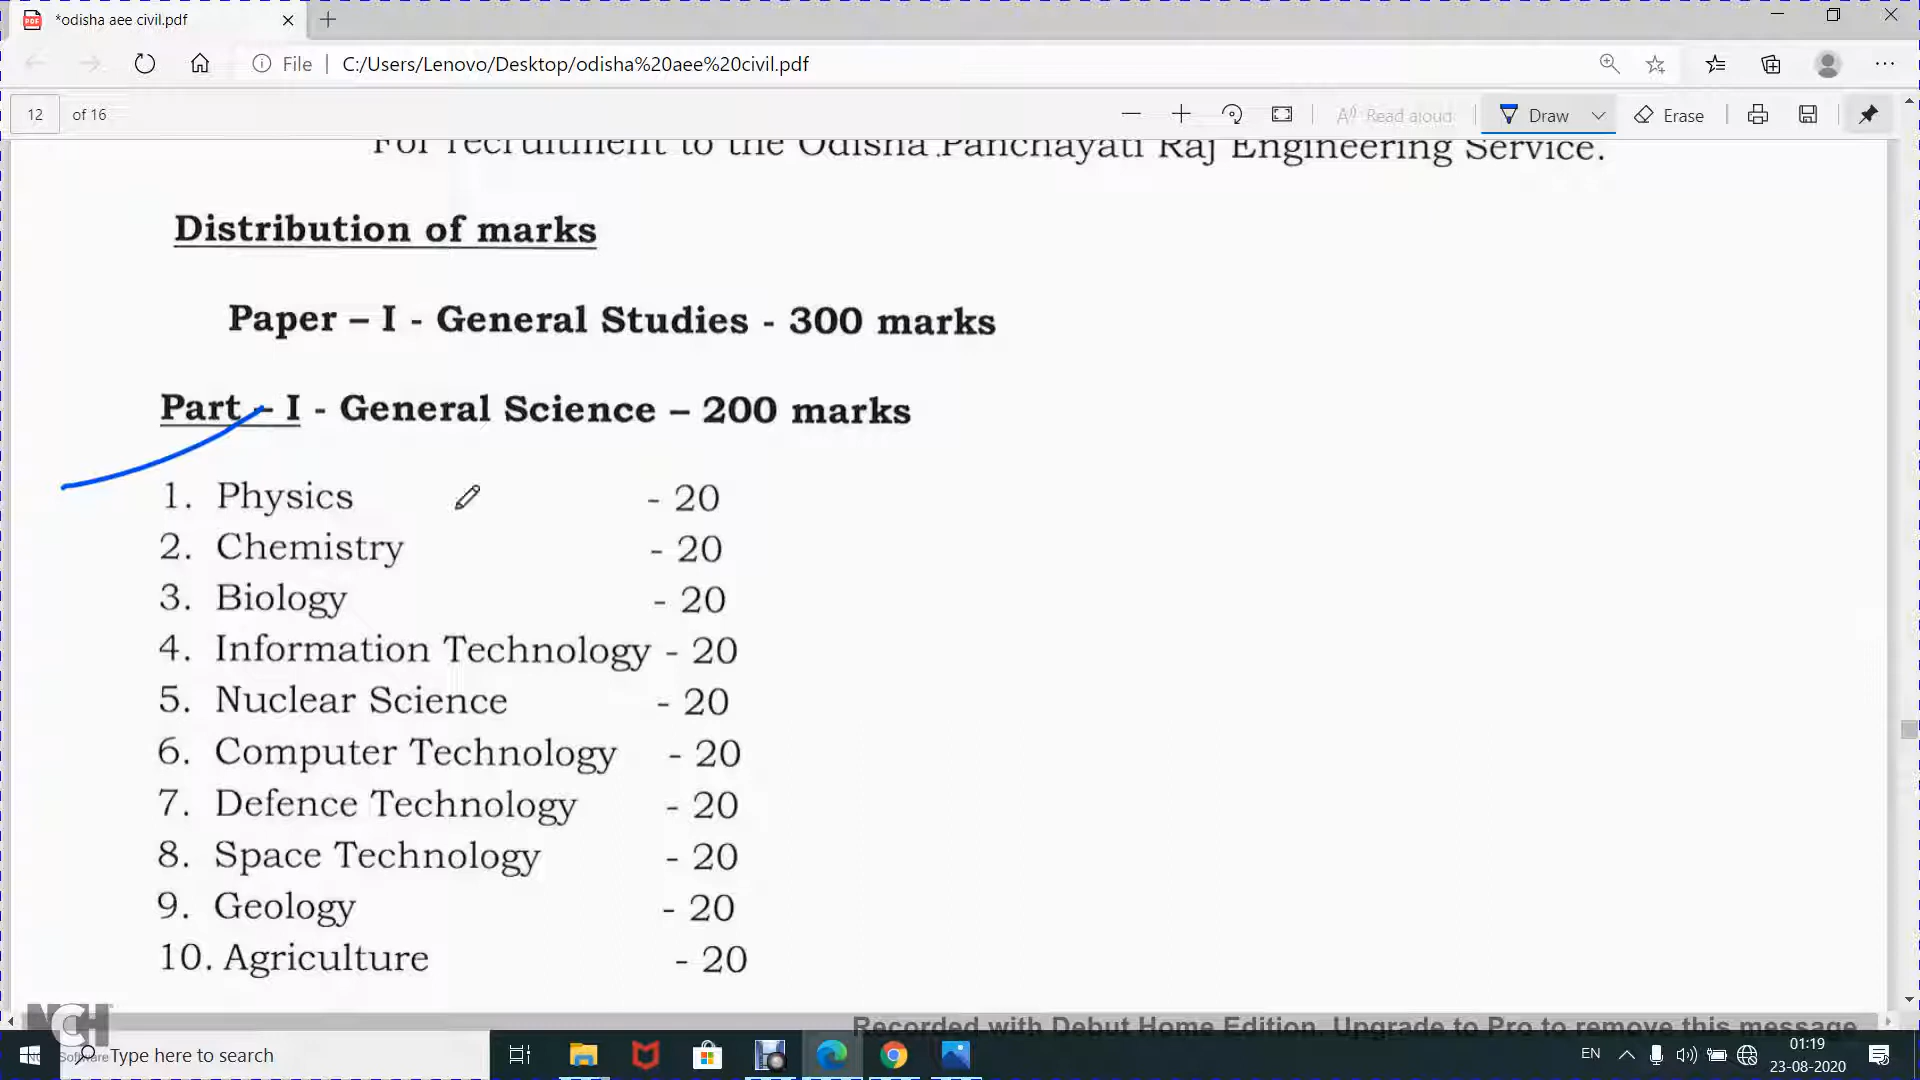 *odisha aee civil.pdf
File C:/Users/Lenovo/Desktop/odisha%20aee%20civil.pdf
12 of 16 Read aloud Draw Erase
For recruitment to the Odisha Panchayati Raj Engineering Service.
Distribution of marks
Paper – I - General Studies - 300 marks
Part – I - General Science – 200 marks
1. Physics - 20
2. Chemistry - 20
3. Biology - 20
4. Information Technology - 20
5. Nuclear Science - 20
6. Computer Technology - 20
7. Defence Technology - 20
8. Space Technology - 20
9. Geology - 20
10. Agriculture - 20
NCH
Software
Recorded with Debut Home Edition. Upgrade to Pro to remove this message
Type here to search
EN
01:19
23-08-2020